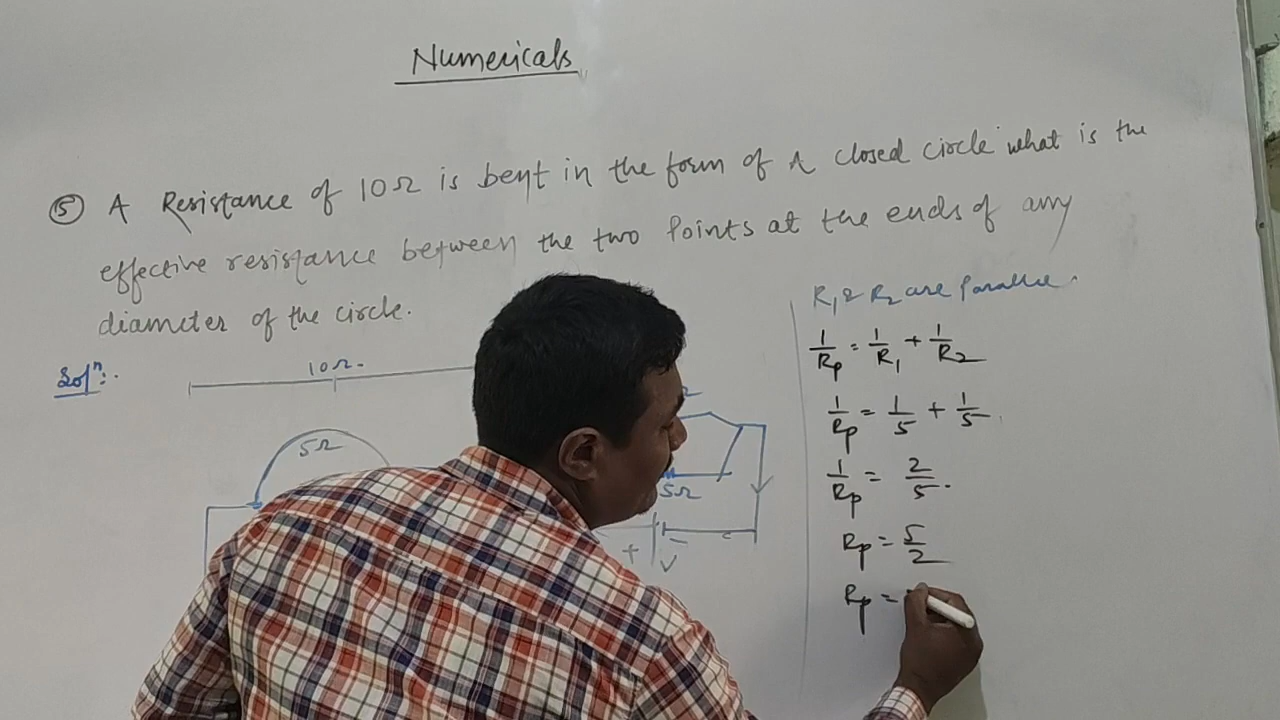 Numericals
⑤ A Resistance of 10Ω is bent in the form of A closed circle what is the
effective resistance between the two Points at the ends of any
diameter of the circle.
Solⁿ:-
10Ω.
5Ω
5Ω
+
-
V
R₁ & R₂ are Parallel.
1/Rp = 1/R₁ + 1/R₂
1/Rp = 1/5 + 1/5
1/Rp = 2/5.
Rp = 5/2
Rp =